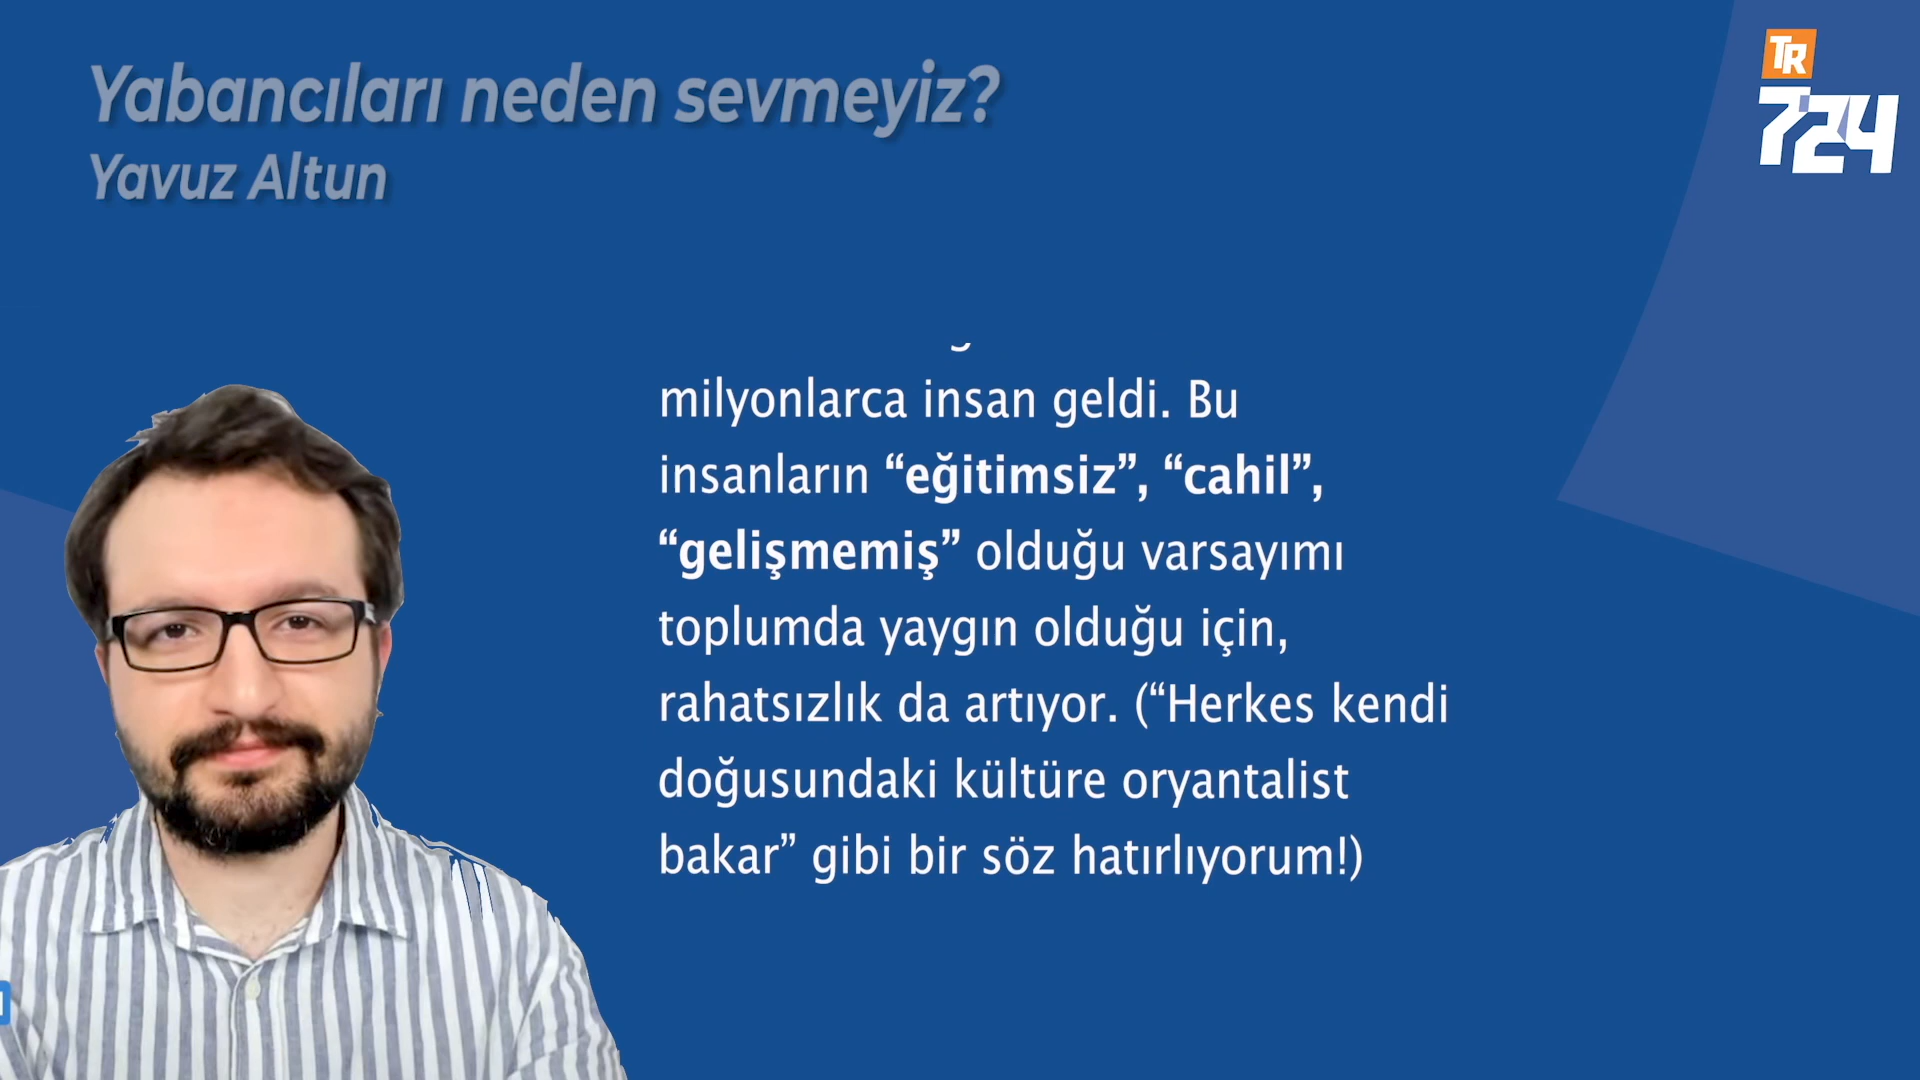 Yabancıları neden sevmeyiz?
Yavuz Altun
TR
724
milyonlarca insan geldi. Bu
insanların “eğitimsiz”, “cahil”,
“gelişmemiş” olduğu varsayımı
toplumda yaygın olduğu için,
rahatsızlık da artıyor. (“Herkes kendi
doğusundaki kültüre oryantalist
bakar” gibi bir söz hatırlıyorum!)